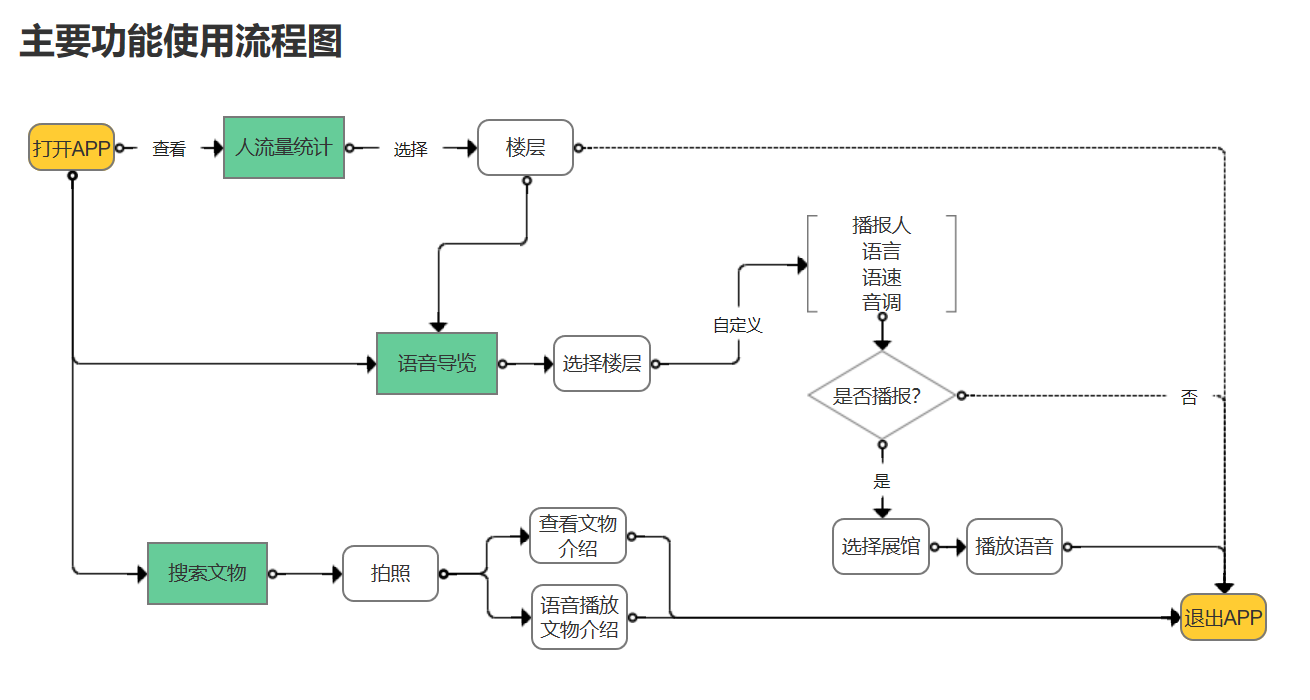 主要功能使用流程图
打开APP
查看
人流量统计
选择
楼层
播报人
语言
语速
音调
自定义
语音导览
选择楼层
是否播报?
否
是
选择展馆
播放语音
搜索文物
拍照
查看文物
介绍
语音播放
文物介绍
退出APP